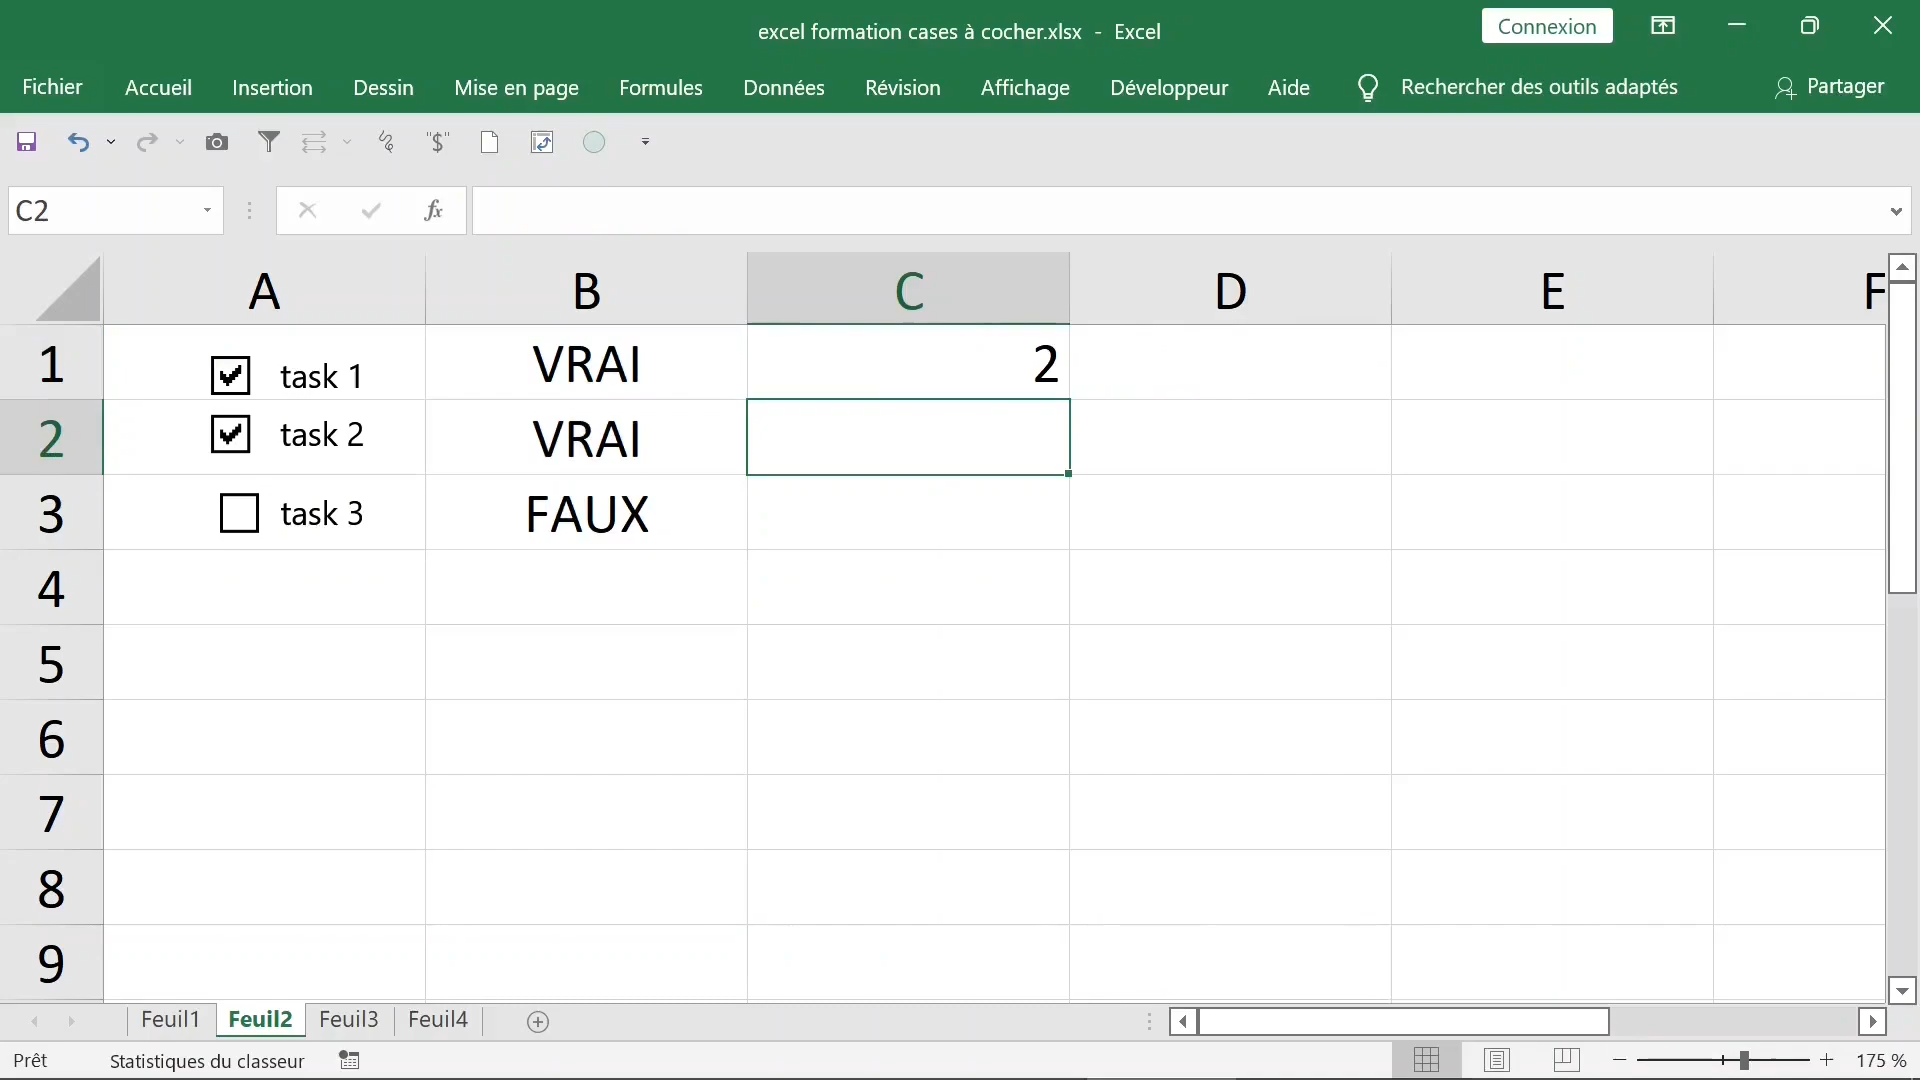 excel formation cases à cocher.xlsx - Excel
Connexion
Fichier Accueil Insertion Dessin Mise en page Formules Données Révision Affichage Développeur Aide Rechercher des outils adaptés Partager
"$"
C2 fx
A B C D E F
1 task 1 VRAI 2
2 task 2 VRAI
3 task 3 FAUX
4
5
6
7
8
9
Feuil1 Feuil2 Feuil3 Feuil4
Prêt Statistiques du classeur 175 %